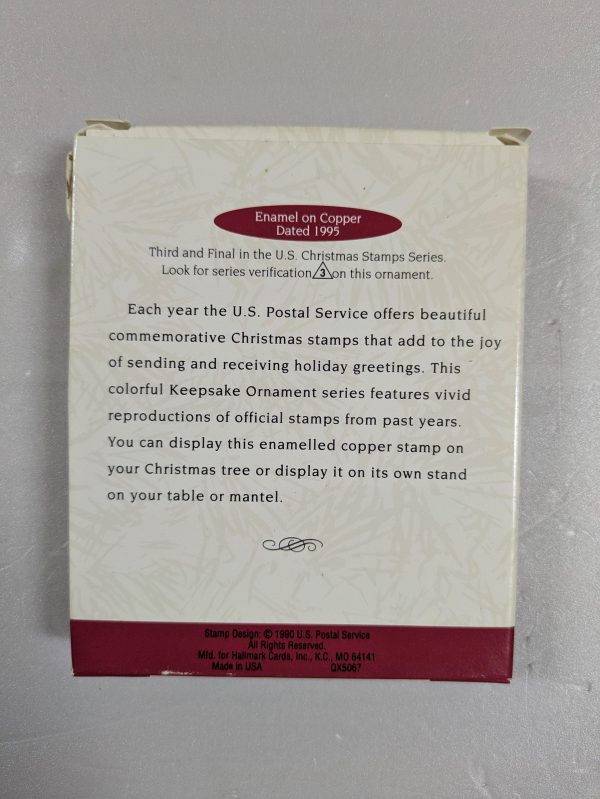 Enamel on Copper
Dated 1995
Third and Final in the U.S. Christmas Stamps Series.
Look for series verification 3 on this ornament.
Each year the U.S. Postal Service offers beautiful
commemorative Christmas stamps that add to the joy
of sending and receiving holiday greetings. This
colorful Keepsake Ornament series features vivid
reproductions of official stamps from past years.
You can display this enamelled copper stamp on
your Christmas tree or display it on its own stand
on your table or mantel.
Stamp Design: © 1990 U.S. Postal Service
All Rights Reserved.
Mfd. for Hallmark Cards, Inc., K.C., MO 64141
Made in USA QX5067